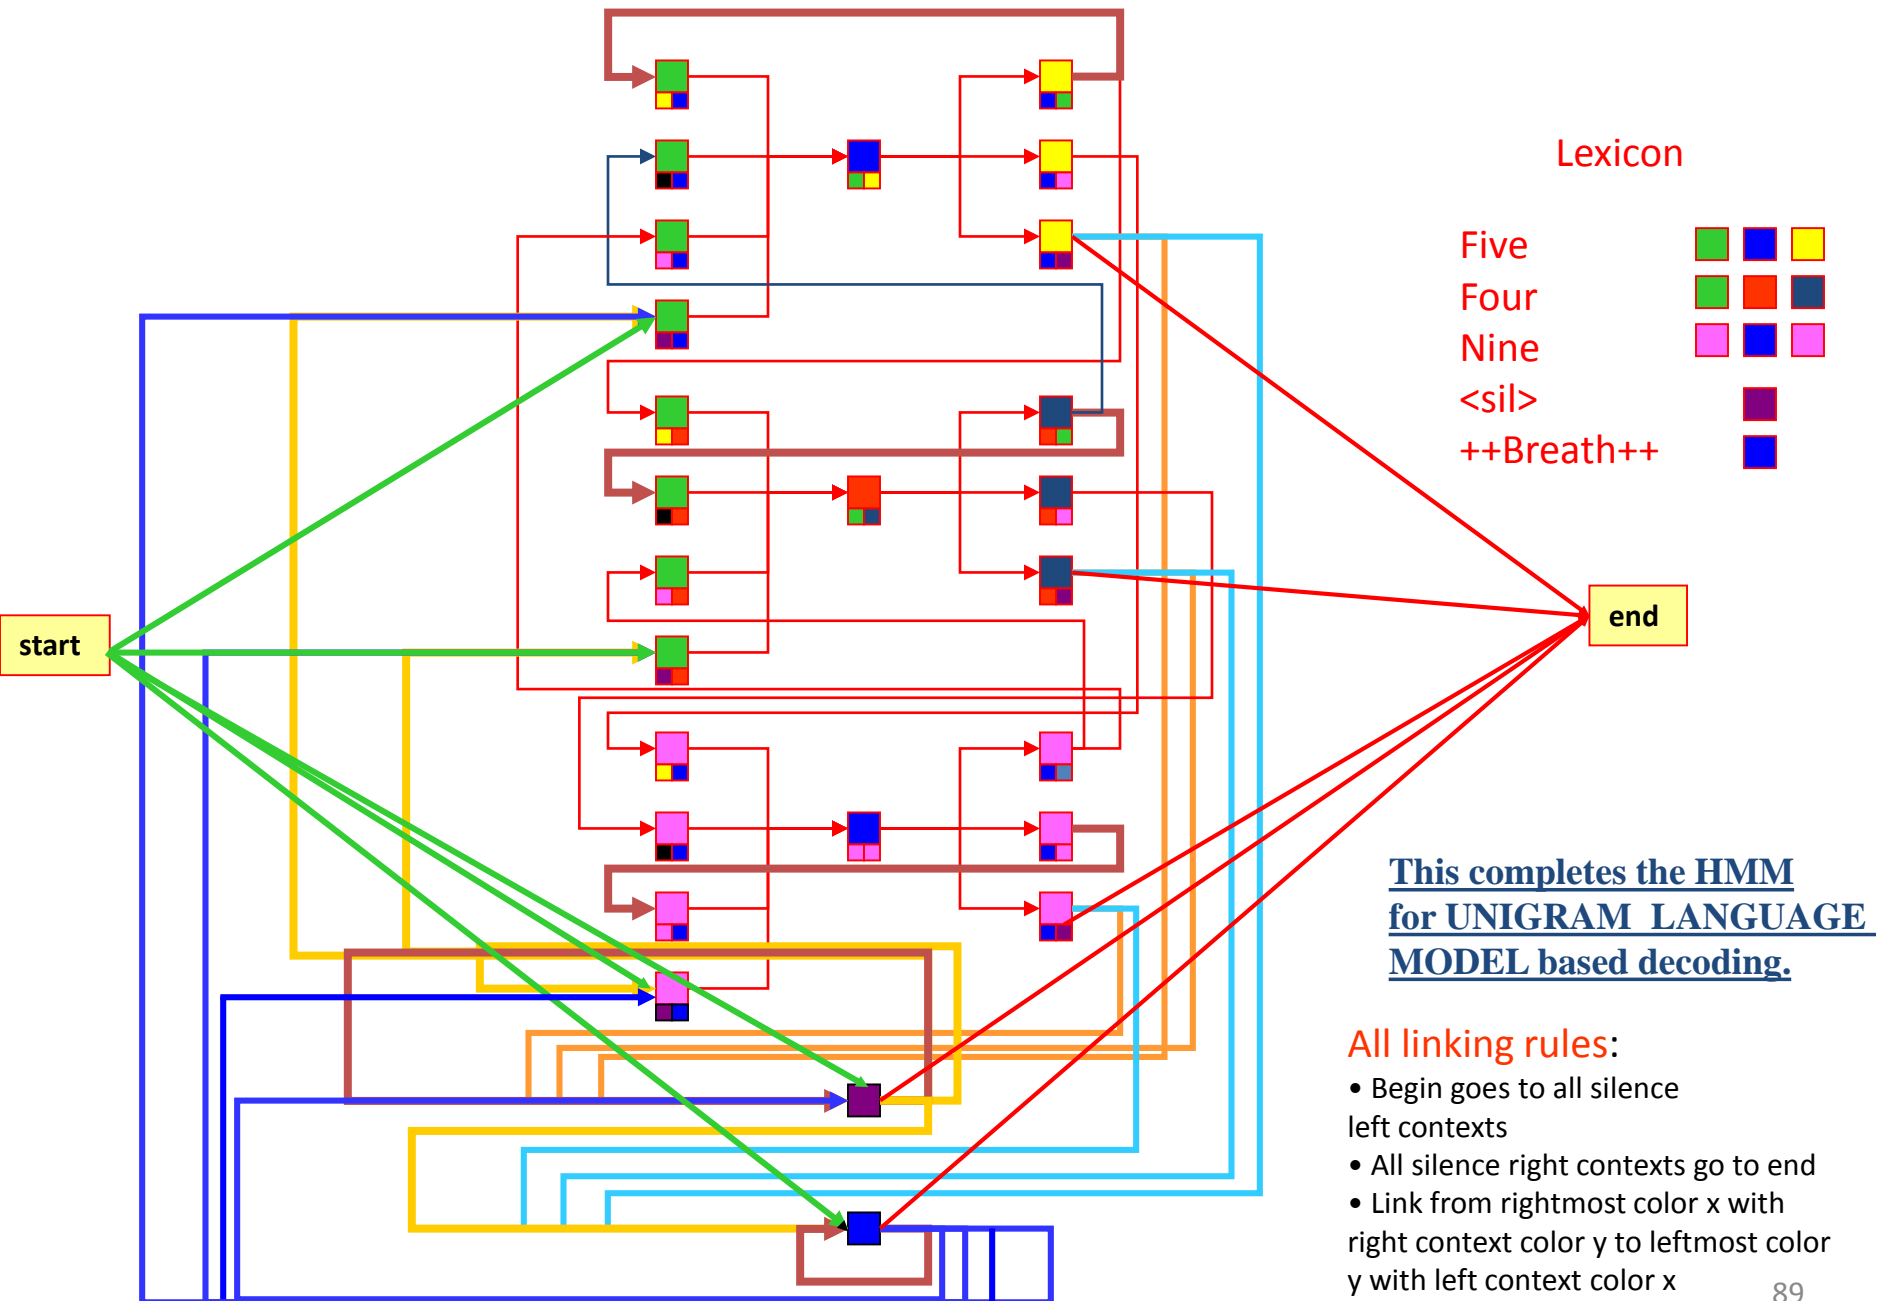 Lexicon
Five
Four
Nine
<sil>
++Breath++
start
end
This completes the HMM
for UNIGRAM LANGUAGE
MODEL based decoding.
All linking rules:
• Begin goes to all silence
left contexts
• All silence right contexts go to end
• Link from rightmost color x with
right context color y to leftmost color
y with left context color x
89